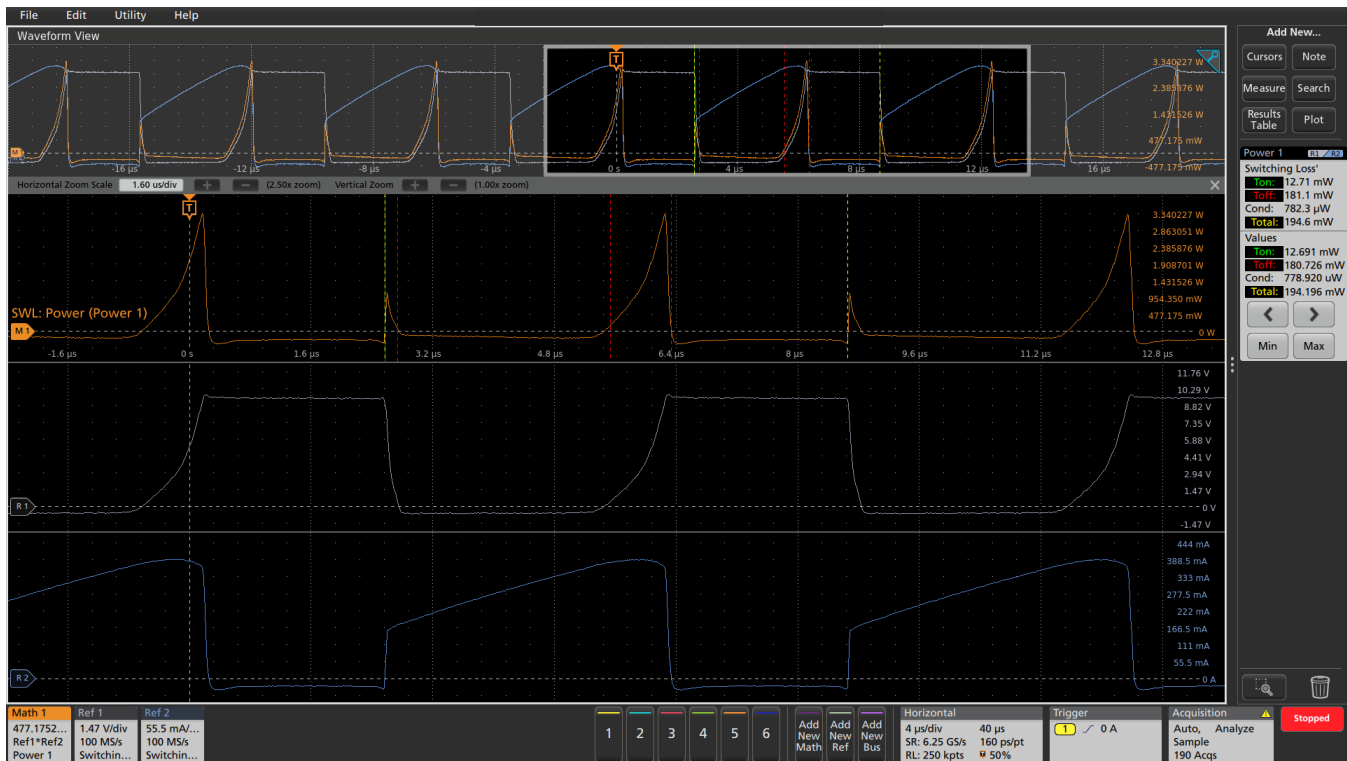 File Edit Utility Help
Waveform View
Add New...
Cursors Note
Measure Search
Results Table Plot
T
3.340227 W
2.385876 W
1.431526 W
477.175 mW
-477.175 mW
M
-16 µs -12 µs -8 µs -4 µs 0 s 4 µs 8 µs 12 µs 16 µs
Horizontal Zoom Scale 1.60 us/div + − (2.50x zoom) Vertical Zoom + − (1.00x zoom) ×
T
3.340227 W
2.863051 W
2.385876 W
1.908701 W
1.431526 W
954.350 mW
477.175 mW
0 W
SWL: Power (Power 1)
M 1
-1.6 µs 0 s 1.6 µs 3.2 µs 4.8 µs 6.4 µs 8 µs 9.6 µs 11.2 µs 12.8 µs
11.76 V
10.29 V
8.82 V
7.35 V
5.88 V
4.41 V
2.94 V
1.47 V
0 V
-1.47 V
R 1
444 mA
388.5 mA
333 mA
277.5 mA
222 mA
166.5 mA
111 mA
55.5 mA
0 A
R 2
Power 1 R1 / R2
Switching Loss'
Ton: 12.71 mW
Toff: 181.1 mW
Cond: 782.3 µW
Total: 194.6 mW
Values
Ton: 12.691 mW
Toff: 180.726 mW
Cond: 778.920 uW
Total: 194.196 mW
< >
Min Max
Math 1
477.1752...
Ref1*Ref2
Power 1
Ref 1
1.47 V/div
100 MS/s
Switchin...
Ref 2
55.5 mA/...
100 MS/s
Switchin...
1 2 3 4 5 6
Add New Math
Add New Ref
Add New Bus
Horizontal
4 µs/div 40 µs
SR: 6.25 GS/s 160 ps/pt
RL: 250 kpts 50%
Trigger
1 0 A
Acquisition
Auto, Analyze
Sample
190 Acqs
Stopped